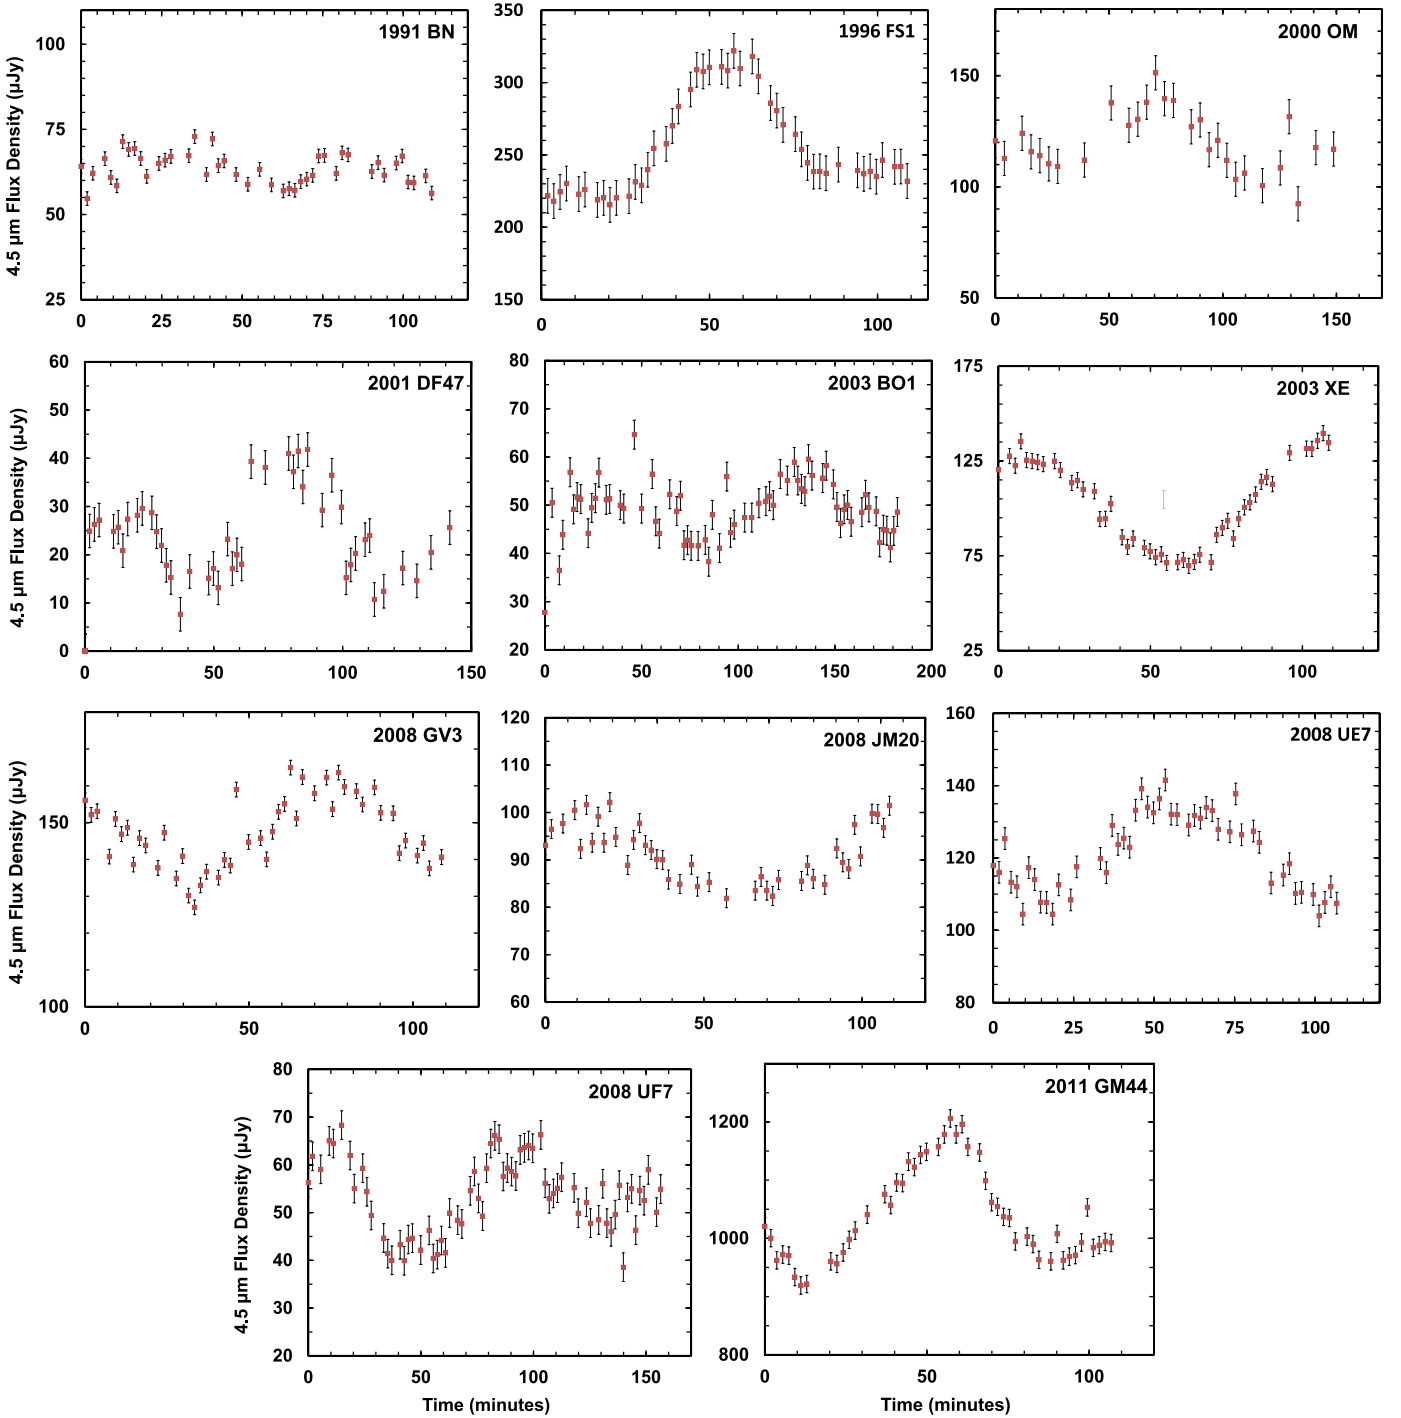 4.5 μm Flux Density (μJy)
1991 BN
100
75
50
25
0 25 50 75 100
1996 FS1
350
300
250
200
150
0 50 100
2000 OM
150
100
50
0 50 100 150
4.5 μm Flux Density (μJy)
2001 DF47
60
50
40
30
20
10
0
0 50 100 150
2003 BO1
80
70
60
50
40
30
20
0 50 100 150 200
2003 XE
175
125
75
25
0 50 100
4.5 μm Flux Density (μJy)
2008 GV3
150
100
0 50 100
2008 JM20
120
110
100
90
80
70
60
0 50 100
2008 UE7
160
140
120
100
80
0 25 50 75 100
4.5 μm Flux Density (μJy)
2008 UF7
80
70
60
50
40
30
20
0 50 100 150
Time (minutes)
2011 GM44
1200
1000
800
0 50 100
Time (minutes)